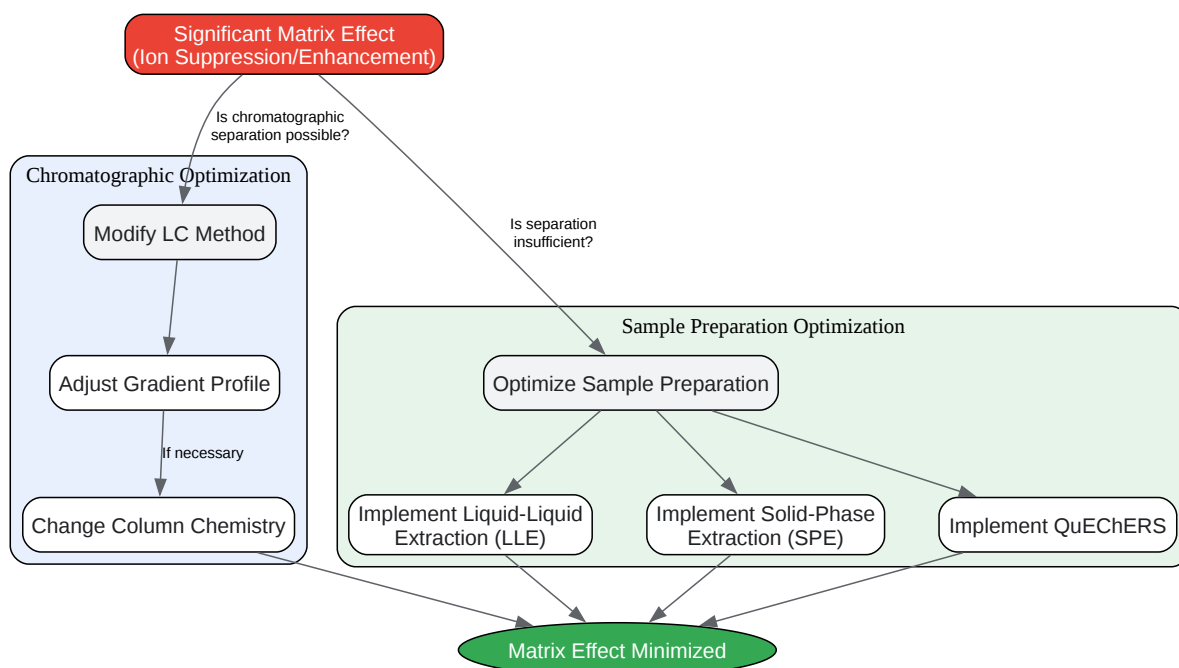 Significant Matrix Effect
(Ion Suppression/Enhancement)
Is chromatographic
separation possible?
Chromatographic Optimization
Modify LC Method
Is separation
insufficient?
Sample Preparation Optimization
Adjust Gradient Profile
Optimize Sample Preparation
If necessary
Change Column Chemistry
Implement Liquid-Liquid
Extraction (LLE)
Implement Solid-Phase
Extraction (SPE)
Implement QuEChERS
Matrix Effect Minimized